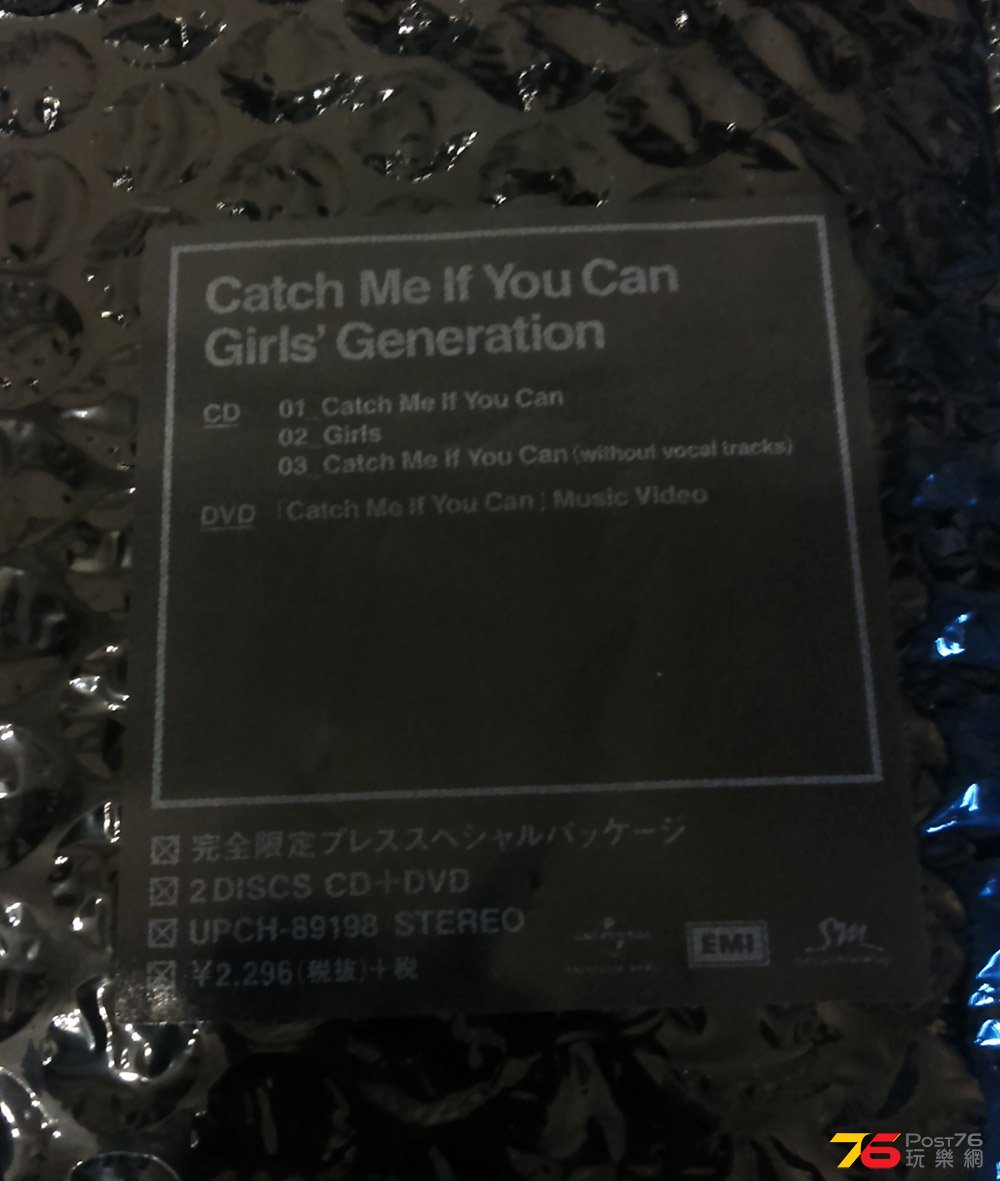 Catch Me If You Can
Girls' Generation
CD 01_Catch Me If You Can
02_Girls
03_Catch Me If You Can (without vocal tracks)
DVD 「Catch Me If You Can」Music Video
完全限定プレススペシャルパッケージ
2DISCS CD+DVD
UPCH-89198 STEREO
¥2,296(税抜)+税
UNIVERSAL
EMI
SM
76 POST76
玩樂網